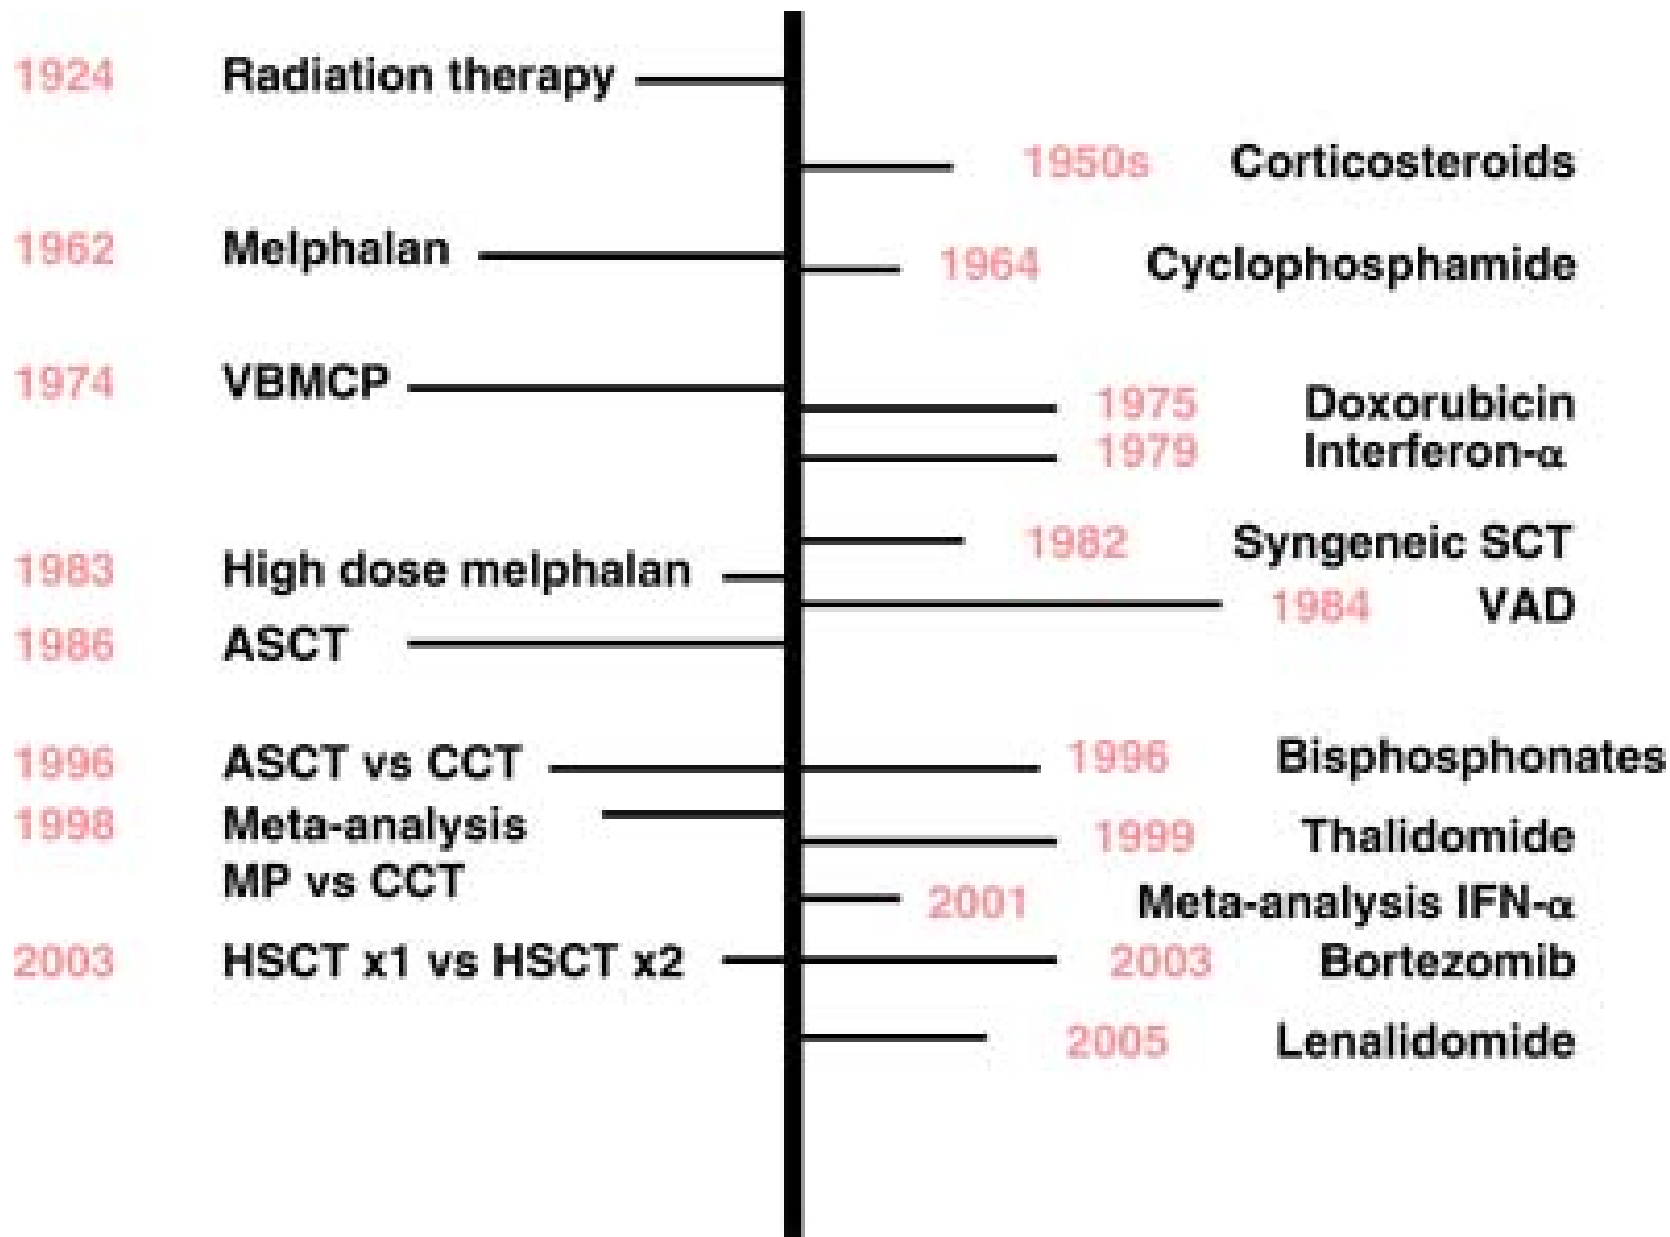 1924 Radiation therapy
1950s Corticosteroids
1962 Melphalan
1964 Cyclophosphamide
1974 VBMCP
1975 Doxorubicin
1979 Interferon-α
1982 Syngeneic SCT
1983 High dose melphalan
1984 VAD
1986 ASCT
1996 ASCT vs CCT
1996 Bisphosphonates
1998 Meta-analysis
MP vs CCT
1999 Thalidomide
2001 Meta-analysis IFN-α
2003 HSCT x1 vs HSCT x2
2003 Bortezomib
2005 Lenalidomide